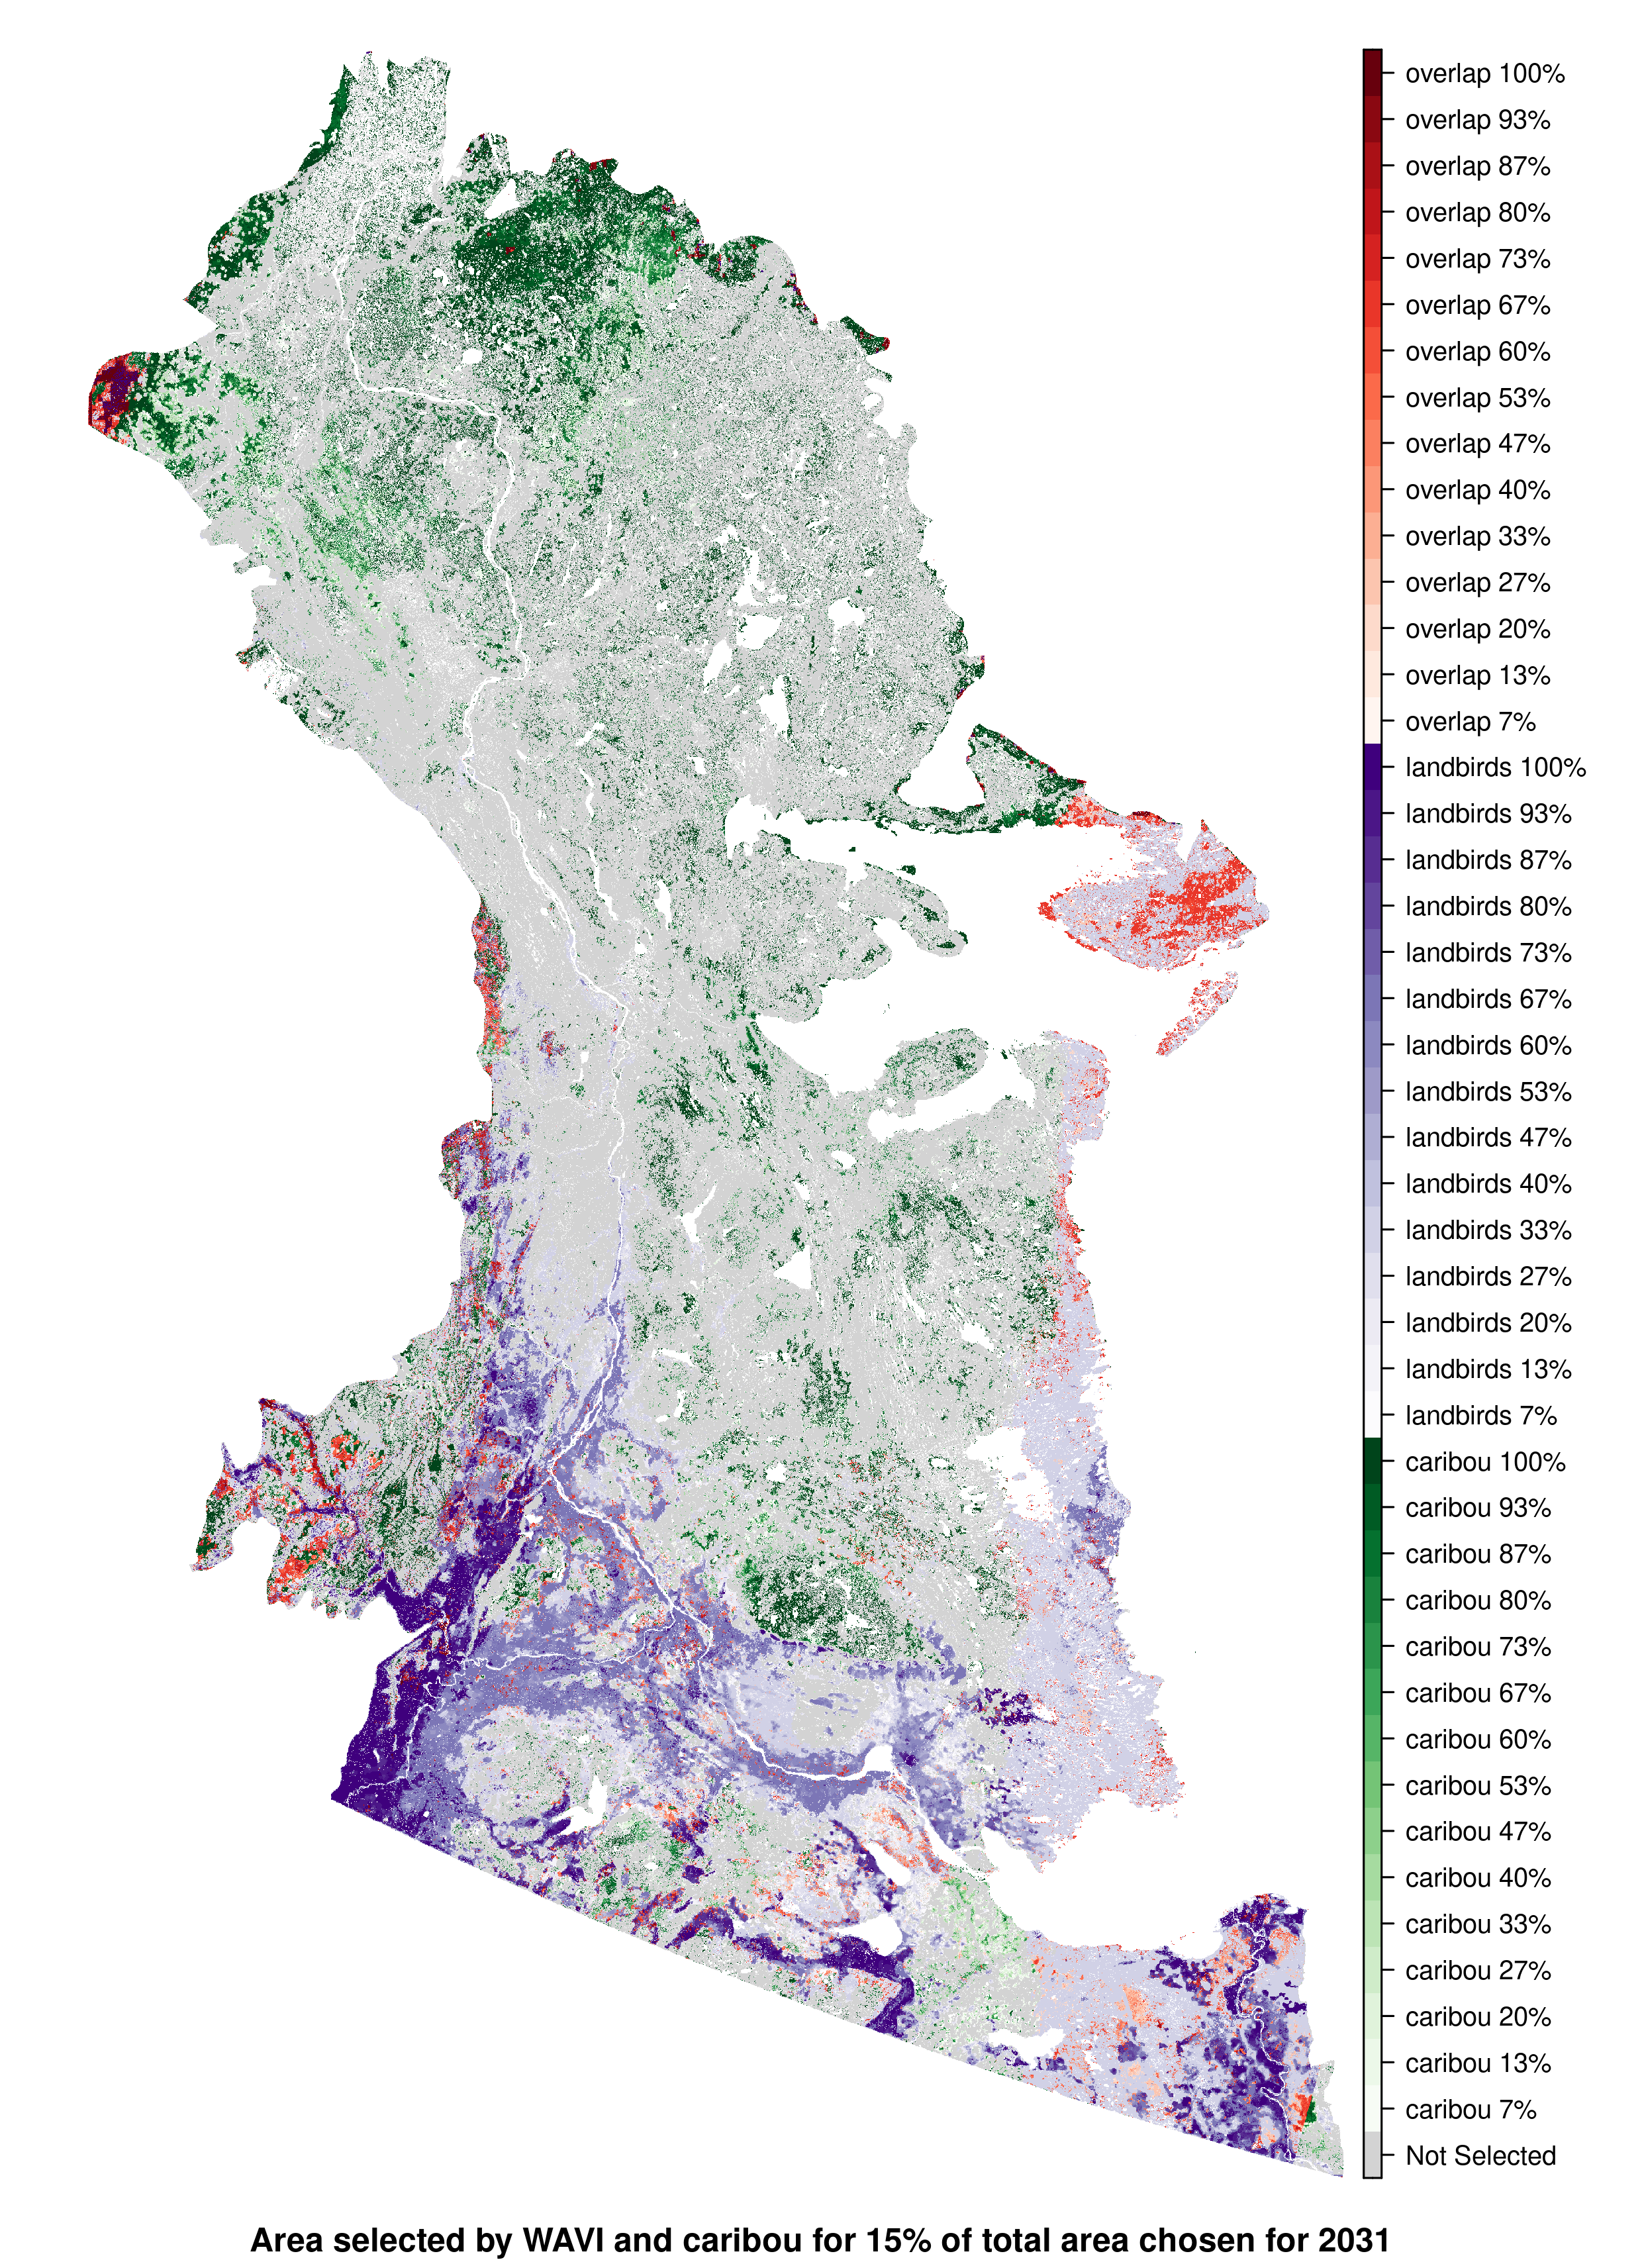 overlap 100%
overlap 93%
overlap 87%
overlap 80%
overlap 73%
overlap 67%
overlap 60%
overlap 53%
overlap 47%
overlap 40%
overlap 33%
overlap 27%
overlap 20%
overlap 13%
overlap 7%
landbirds 100%
landbirds 93%
landbirds 87%
landbirds 80%
landbirds 73%
landbirds 67%
landbirds 60%
landbirds 53%
landbirds 47%
landbirds 40%
landbirds 33%
landbirds 27%
landbirds 20%
landbirds 13%
landbirds 7%
caribou 100%
caribou 93%
caribou 87%
caribou 80%
caribou 73%
caribou 67%
caribou 60%
caribou 53%
caribou 47%
caribou 40%
caribou 33%
caribou 27%
caribou 20%
caribou 13%
caribou 7%
Not Selected
Area selected by WAVI and caribou for 15% of total area chosen for 2031